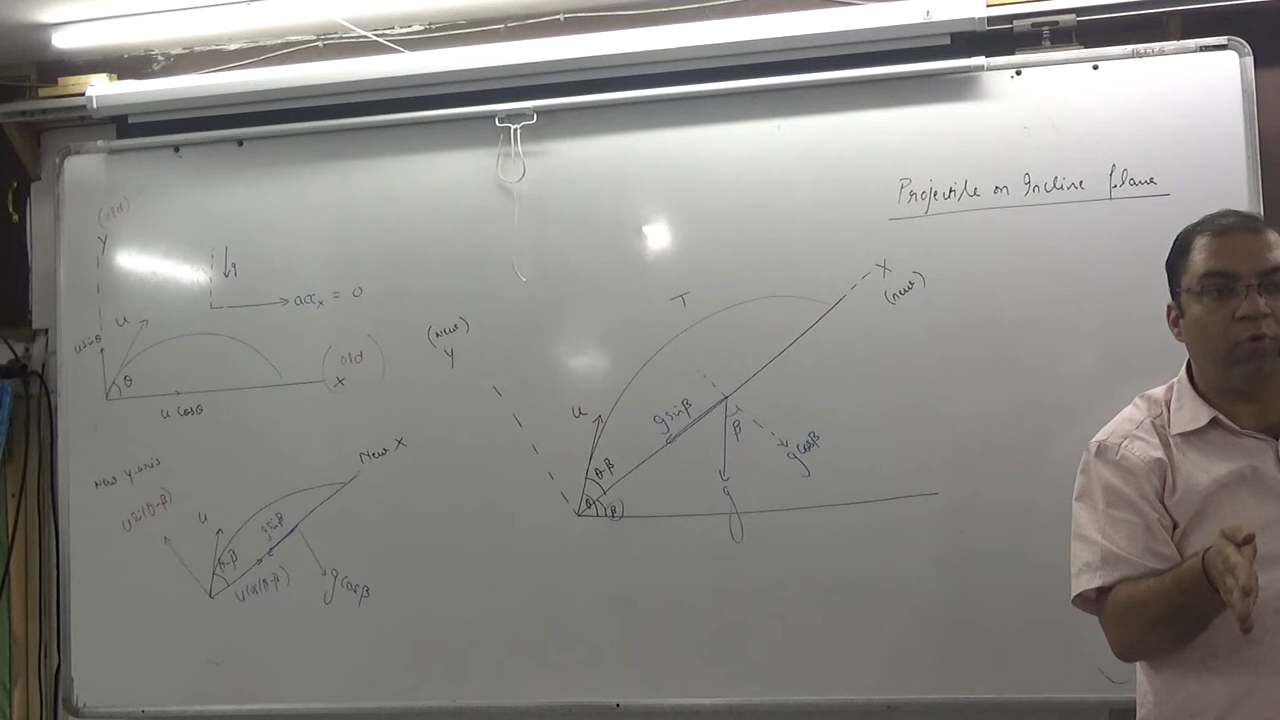 Projectile on Incline plane
(old)
Y
g
accₓ = 0
u
u sinθ
θ
u cosθ
(old)
X
New Y-axis
New X
u sin(θ-β)
u
g sinβ
θ-β
u cos(θ-β)
g cosβ
(New)
Y
T
X
(new)
u
g sinβ
β
g cosβ
θ-β
θ
β
g